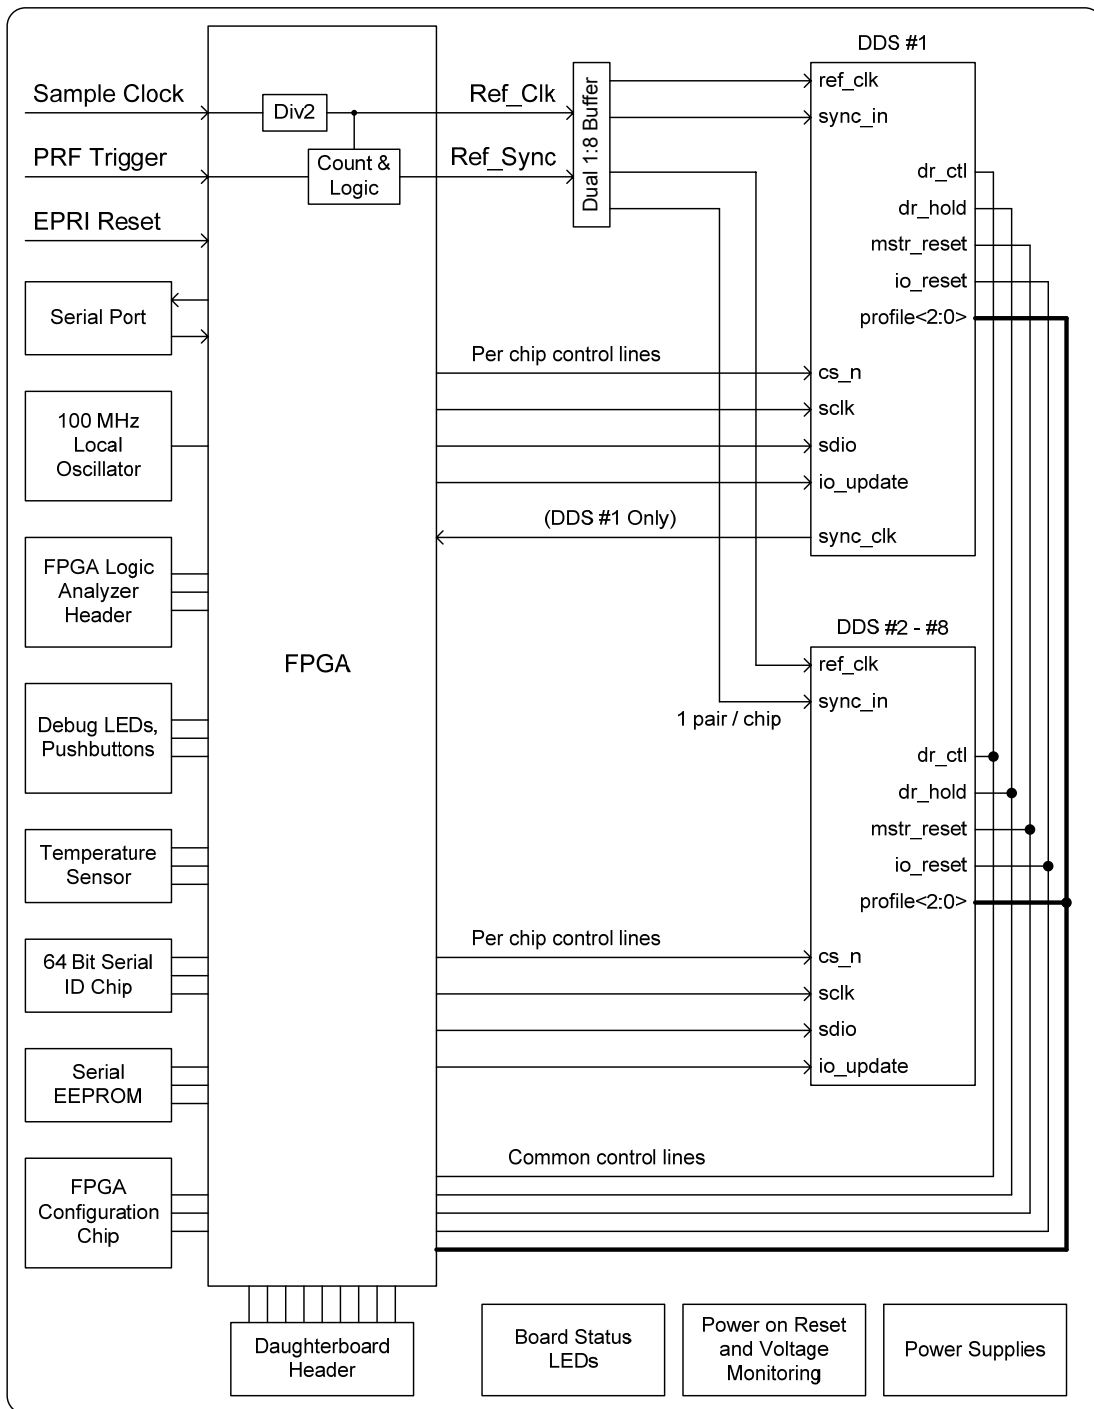 DDS #1
Sample Clock
Div2
Ref_Clk
PRF Trigger
Count &
Logic
Ref_Sync
Dual 1:8 Buffer
EPRI Reset
ref_clk
sync_in
dr_ctl
dr_hold
mstr_reset
io_reset
profile<2:0>
Serial Port
Per chip control lines
cs_n
sclk
sdio
io_update
(DDS #1 Only)
sync_clk
100 MHz
Local
Oscillator
FPGA Logic
Analyzer
Header
FPGA
DDS #2 - #8
ref_clk
sync_in
1 pair / chip
dr_ctl
dr_hold
mstr_reset
io_reset
profile<2:0>
Debug LEDs,
Pushbuttons
Temperature
Sensor
64 Bit Serial
ID Chip
Per chip control lines
cs_n
sclk
sdio
io_update
Serial
EEPROM
Common control lines
FPGA
Configuration
Chip
Daughterboard
Header
Board Status
LEDs
Power on Reset
and Voltage
Monitoring
Power Supplies